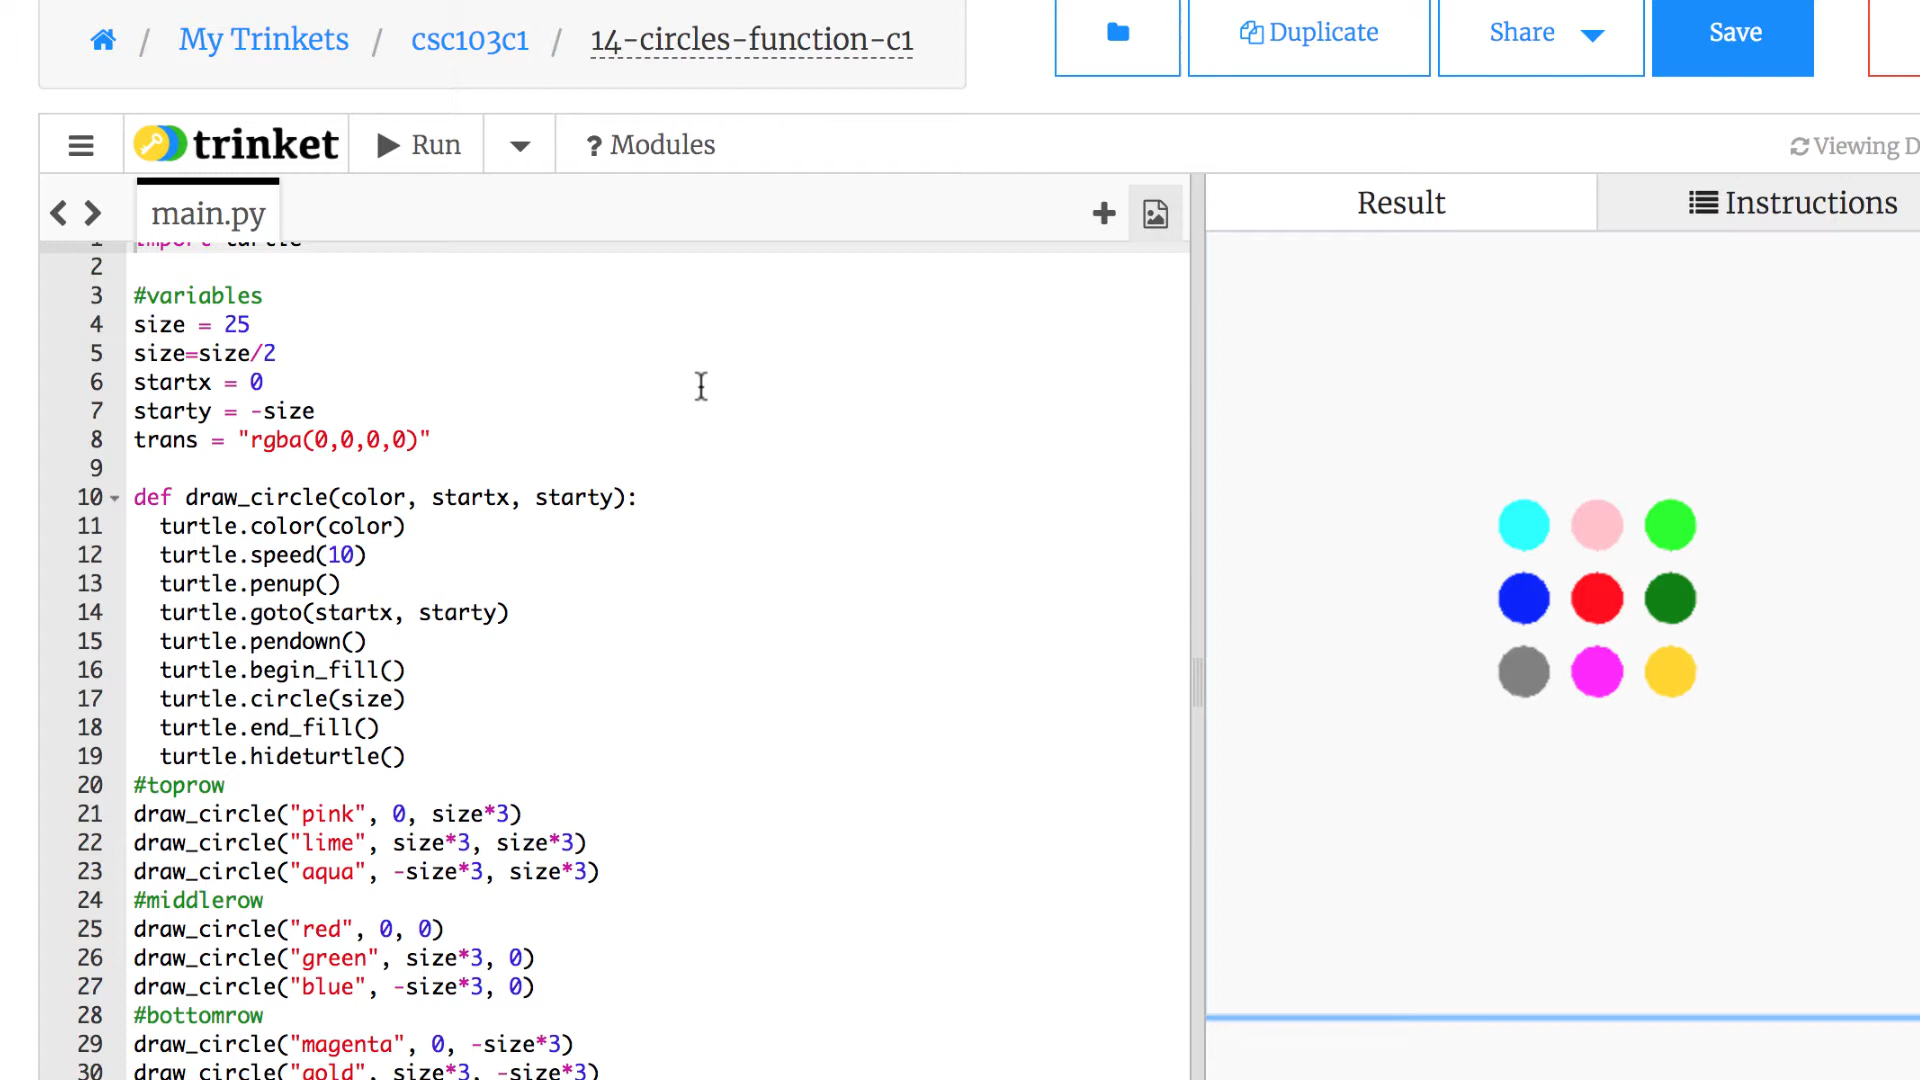 / My Trinkets / csc103c1 / 14-circles-function-c1
Duplicate
Share
Save
trinket
Run
? Modules
Viewing D
main.py
Result
Instructions
1 import turtle
2
3 #variables
4 size = 25
5 size=size/2
6 startx = 0
7 starty = -size
8 trans = "rgba(0,0,0,0)"
9
10 def draw_circle(color, startx, starty):
11 turtle.color(color)
12 turtle.speed(10)
13 turtle.penup()
14 turtle.goto(startx, starty)
15 turtle.pendown()
16 turtle.begin_fill()
17 turtle.circle(size)
18 turtle.end_fill()
19 turtle.hideturtle()
20 #toprow
21 draw_circle("pink", 0, size*3)
22 draw_circle("lime", size*3, size*3)
23 draw_circle("aqua", -size*3, size*3)
24 #middlerow
25 draw_circle("red", 0, 0)
26 draw_circle("green", size*3, 0)
27 draw_circle("blue", -size*3, 0)
28 #bottomrow
29 draw_circle("magenta", 0, -size*3)
30 draw_circle("gold", size*3, -size*3)